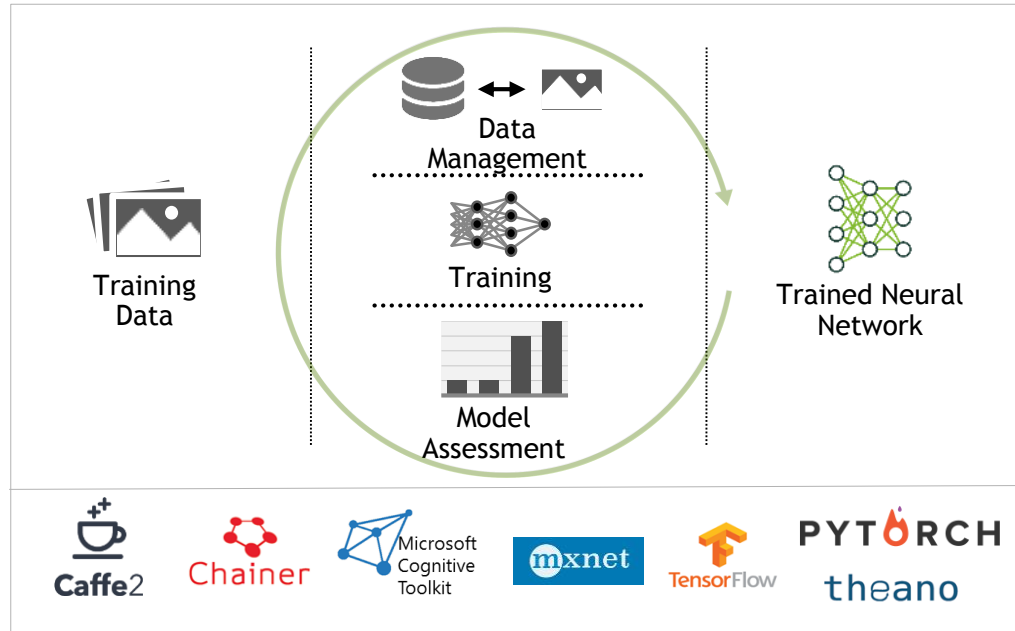 Data
Management
Training
Data
Training
Trained Neural
Network
Model
Assessment
Caffe2
Chainer
Microsoft
Cognitive
Toolkit
mxnet
TensorFlow
PYTORCH
theano